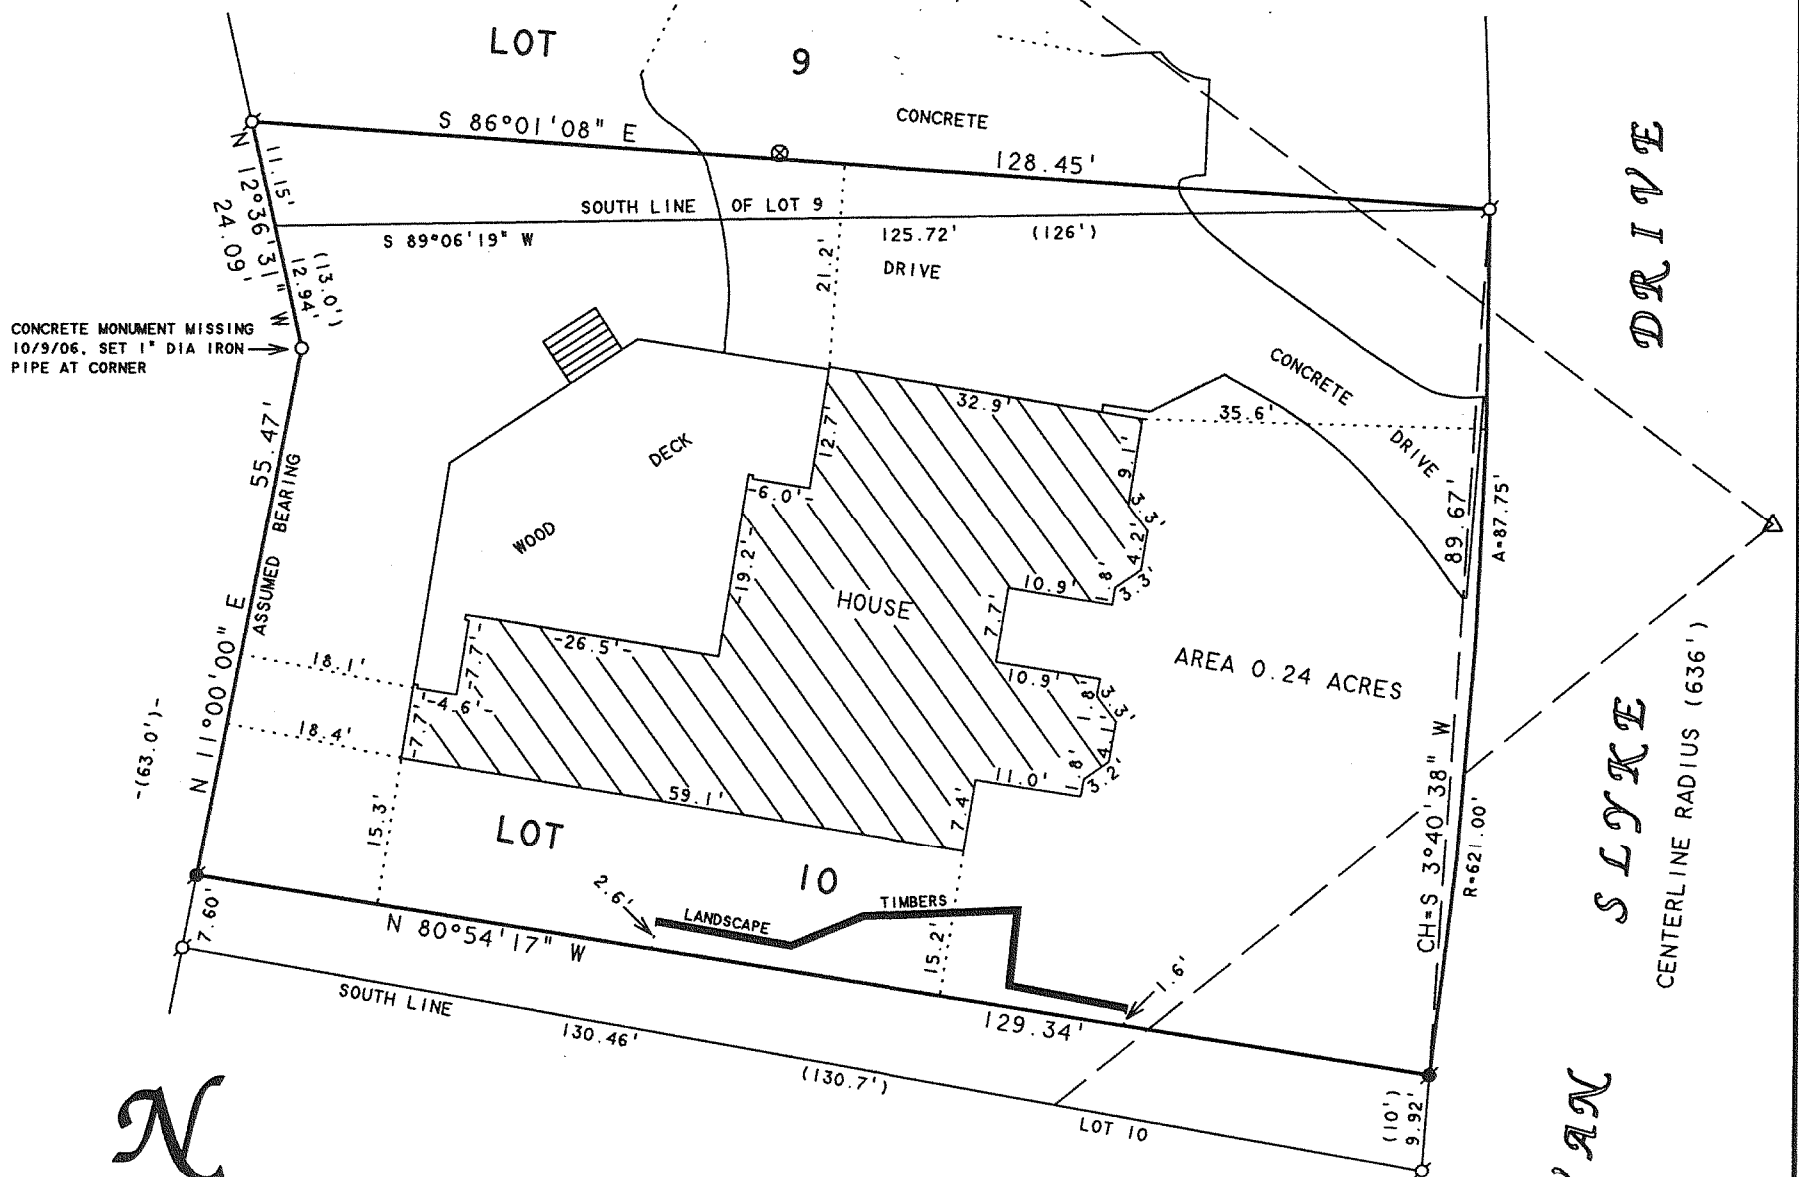 LOT
9
CONCRETE
S 86°01'08" E
128.45'
11.15'
N 12°36'31" W
24.09'
12.94'
(13.0')
SOUTH LINE OF LOT 9
S 89°06'19" W
125.72'
(126')
DRIVE
21.2'
CONCRETE MONUMENT MISSING
10/9/06, SET 1" DIA IRON
PIPE AT CORNER
CONCRETE
DRIVE
35.6'
32.9'
12.7'
9.1'
DECK
WOOD
-6.0'-
-19.2'-
3.3'
4.2'
3.3'
1.8'
10.9'
7.7'
HOUSE
55.47'
ASSUMED BEARING
N 11°00'00" E
-(63.0')-
18.1'
18.4'
-26.5'-
-7.7'-
-4.6'-
-7.7'-
10.9'
1.8'
3.3'
4.1'
3.2'
1.8'
11.0'
7.4'
59.1'
AREA 0.24 ACRES
89.67'
A=87.75'
CH=S 3°40'38" W
R=621.00'
CENTERLINE RADIUS (636')
VAN SLYKE DRIVE
15.3'
LOT
10
2.6'
LANDSCAPE TIMBERS
15.2'
1.6'
7.60'
N 80°54'17" W
129.34'
SOUTH LINE
130.46'
(130.7')
LOT 10
(10')
9.92'
N